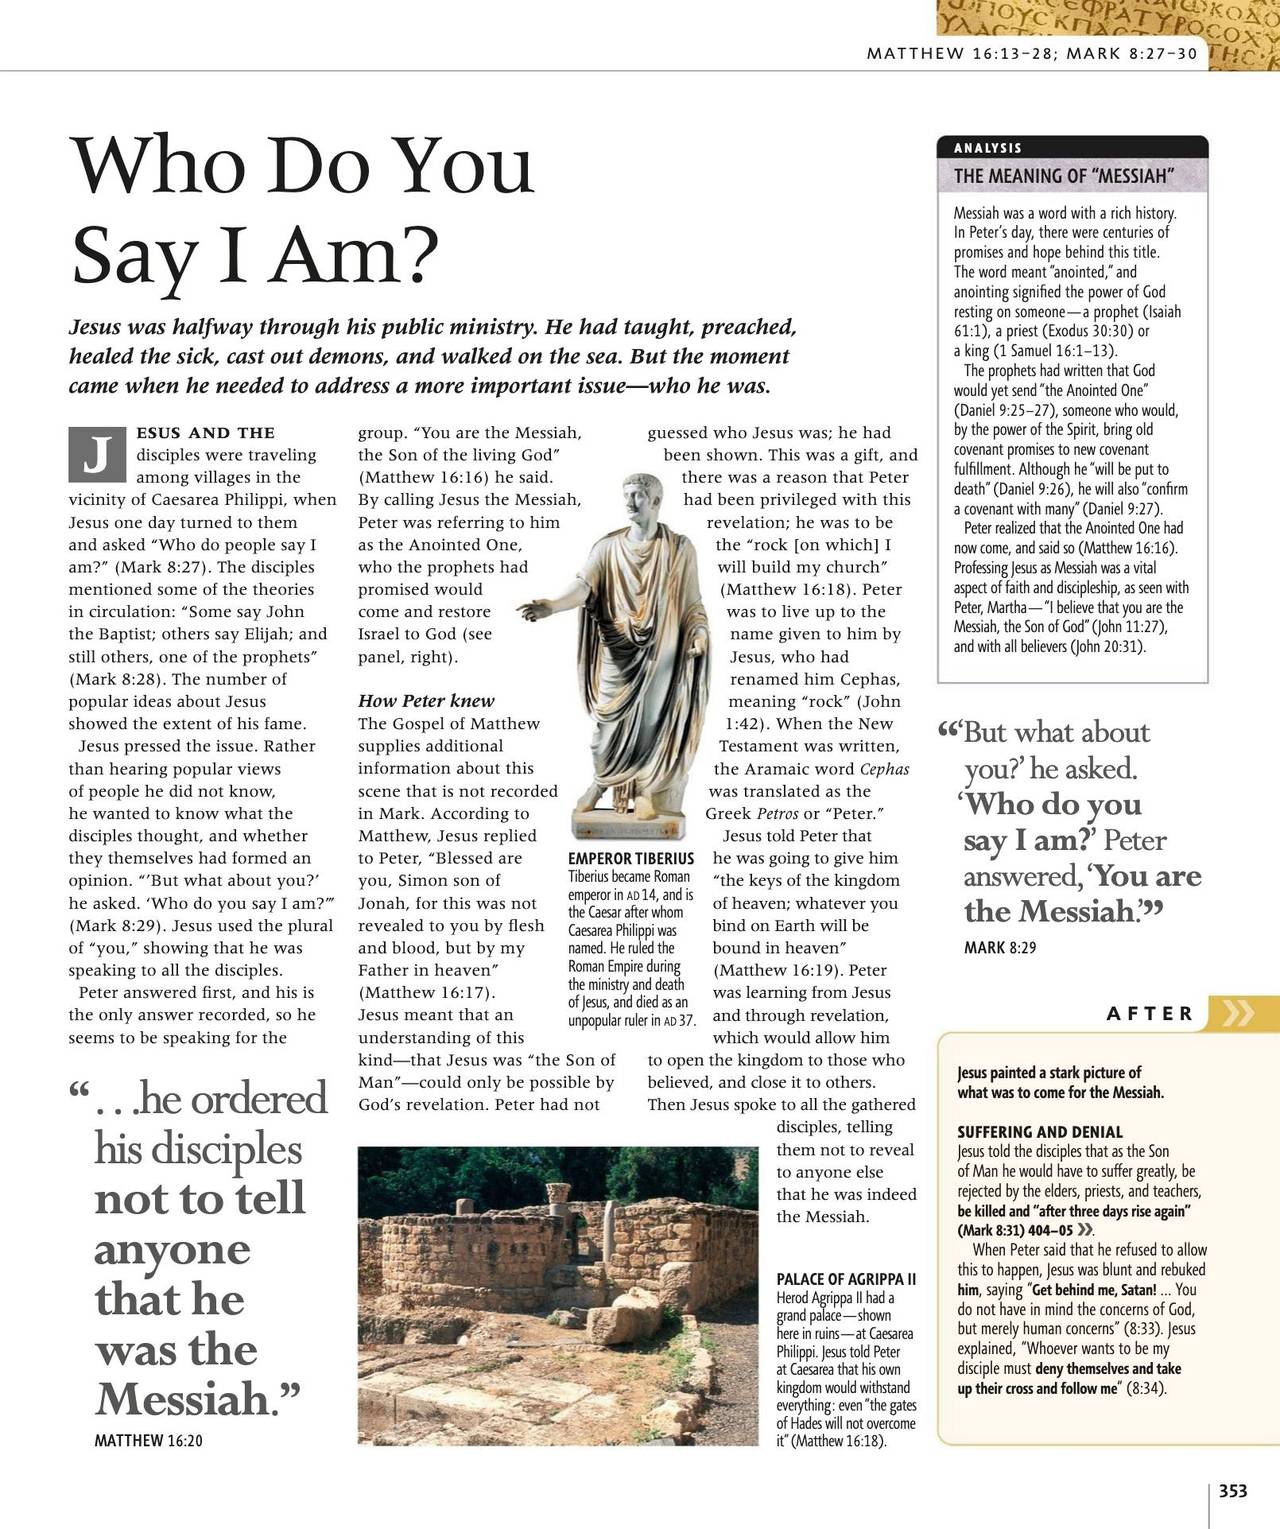 MATTHEW 16:13–28; MARK 8:27–30
Who Do You
Say I Am?
Jesus was halfway through his public ministry. He had taught, preached,
healed the sick, cast out demons, and walked on the sea. But the moment
came when he needed to address a more important issue—who he was.
JESUS AND THE
disciples were traveling
among villages in the
vicinity of Caesarea Philippi, when
Jesus one day turned to them
and asked “Who do people say I
am?” (Mark 8:27). The disciples
mentioned some of the theories
in circulation: “Some say John
the Baptist; others say Elijah; and
still others, one of the prophets”
(Mark 8:28). The number of
popular ideas about Jesus
showed the extent of his fame.
Jesus pressed the issue. Rather
than hearing popular views
of people he did not know,
he wanted to know what the
disciples thought, and whether
they themselves had formed an
opinion. “‘But what about you?’
he asked. ‘Who do you say I am?’”
(Mark 8:29). Jesus used the plural
of “you,” showing that he was
speaking to all the disciples.
Peter answered first, and his is
the only answer recorded, so he
seems to be speaking for the
“…he ordered
his disciples
not to tell
anyone
that he
was the
Messiah.”
MATTHEW 16:20
group. “You are the Messiah,
the Son of the living God”
(Matthew 16:16) he said.
By calling Jesus the Messiah,
Peter was referring to him
as the Anointed One,
who the prophets had
promised would
come and restore
Israel to God (see
panel, right).
How Peter knew
The Gospel of Matthew
supplies additional
information about this
scene that is not recorded
in Mark. According to
Matthew, Jesus replied
to Peter, “Blessed are
you, Simon son of
Jonah, for this was not
revealed to you by flesh
and blood, but by my
Father in heaven”
(Matthew 16:17).
Jesus meant that an
understanding of this
kind—that Jesus was “the Son of
Man”—could only be possible by
God’s revelation. Peter had not
EMPEROR TIBERIUS
Tiberius became Roman
emperor in AD 14, and is
the Caesar after whom
Caesarea Philippi was
named. He ruled the
Roman Empire during
the ministry and death
of Jesus, and died as an
unpopular ruler in AD 37.
guessed who Jesus was; he had
been shown. This was a gift, and
there was a reason that Peter
had been privileged with this
revelation; he was to be
the “rock [on which] I
will build my church”
(Matthew 16:18). Peter
was to live up to the
name given to him by
Jesus, who had
renamed him Cephas,
meaning “rock” (John
1:42). When the New
Testament was written,
the Aramaic word Cephas
was translated as the
Greek Petros or “Peter.”
Jesus told Peter that
he was going to give him
“the keys of the kingdom
of heaven; whatever you
bind on Earth will be
bound in heaven”
(Matthew 16:19). Peter
was learning from Jesus
and through revelation,
which would allow him
to open the kingdom to those who
believed, and close it to others.
Then Jesus spoke to all the gathered
disciples, telling
them not to reveal
to anyone else
that he was indeed
the Messiah.
PALACE OF AGRIPPA II
Herod Agrippa II had a
grand palace—shown
here in ruins—at Caesarea
Philippi. Jesus told Peter
at Caesarea that his own
kingdom would withstand
everything: even “the gates
of Hades will not overcome
it” (Matthew 16:18).
ANALYSIS
THE MEANING OF “MESSIAH”
Messiah was a word with a rich history.
In Peter’s day, there were centuries of
promises and hope behind this title.
The word meant “anointed,” and
anointing signified the power of God
resting on someone—a prophet (Isaiah
61:1), a priest (Exodus 30:30) or
a king (1 Samuel 16:1–13).
The prophets had written that God
would yet send “the Anointed One”
(Daniel 9:25–27), someone who would,
by the power of the Spirit, bring old
covenant promises to new covenant
fulfillment. Although he “will be put to
death” (Daniel 9:26), he will also “confirm
a covenant with many” (Daniel 9:27).
Peter realized that the Anointed One had
now come, and said so (Matthew 16:16).
Professing Jesus as Messiah was a vital
aspect of faith and discipleship, as seen with
Peter, Martha—“I believe that you are the
Messiah, the Son of God” (John 11:27),
and with all believers (John 20:31).
“‘But what about
you?’ he asked.
‘Who do you
say I am?’ Peter
answered, ‘You are
the Messiah.’”
MARK 8:29
AFTER
Jesus painted a stark picture of
what was to come for the Messiah.
SUFFERING AND DENIAL
Jesus told the disciples that as the Son
of Man he would have to suffer greatly, be
rejected by the elders, priests, and teachers,
be killed and “after three days rise again”
(Mark 8:31) 404–05 ❯❯.
When Peter said that he refused to allow
this to happen, Jesus was blunt and rebuked
him, saying “Get behind me, Satan! ... You
do not have in mind the concerns of God,
but merely human concerns” (8:33). Jesus
explained, “Whoever wants to be my
disciple must deny themselves and take
up their cross and follow me” (8:34).
353